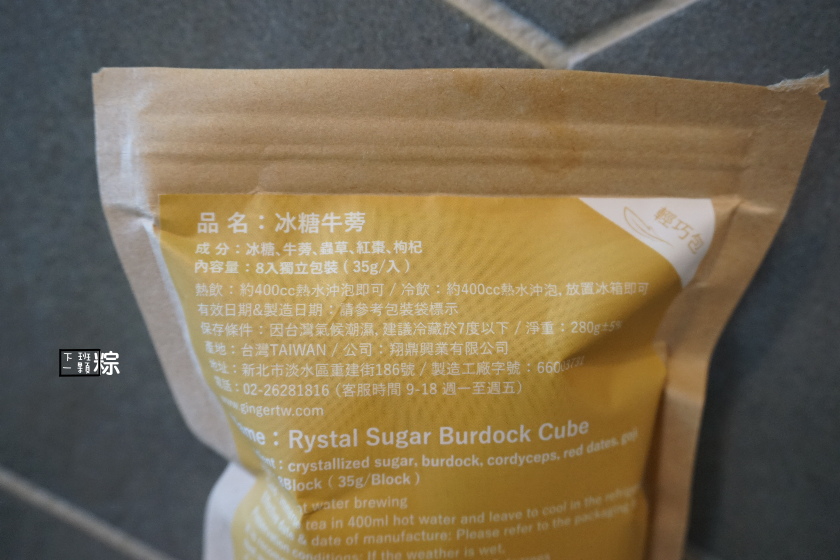 輕巧包
品 名：冰糖牛蒡
成 分：冰糖、牛蒡、蟲草、紅棗、枸杞
內容量：8入獨立包裝（35g/入）
熱飲：約400cc熱水沖泡即可 / 冷飲：約400cc熱水沖泡, 放置冰箱即可
有效日期&製造日期：請參考包裝袋標示
保存條件：因台灣氣候潮濕, 建議冷藏於7度以下 / 淨重：280g±5%
產地：台灣TAIWAN / 公司：翔鼎興業有限公司
地址：新北市淡水區重建街186號 / 製造工廠字號：660
電話：02-26281816 (客服時間 9-18 週一至週五)
www.gingertw.com
Rystal Sugar Burdock Cube
crystallized sugar, burdock, cordyceps, red dates, goji
8Block（35g/Block）
water brewing
tea in 400ml hot water and leave to cool in the
& date of manufacture: Please refer to the packaging
conditions: If the weather is wet,
下班
一顆粽